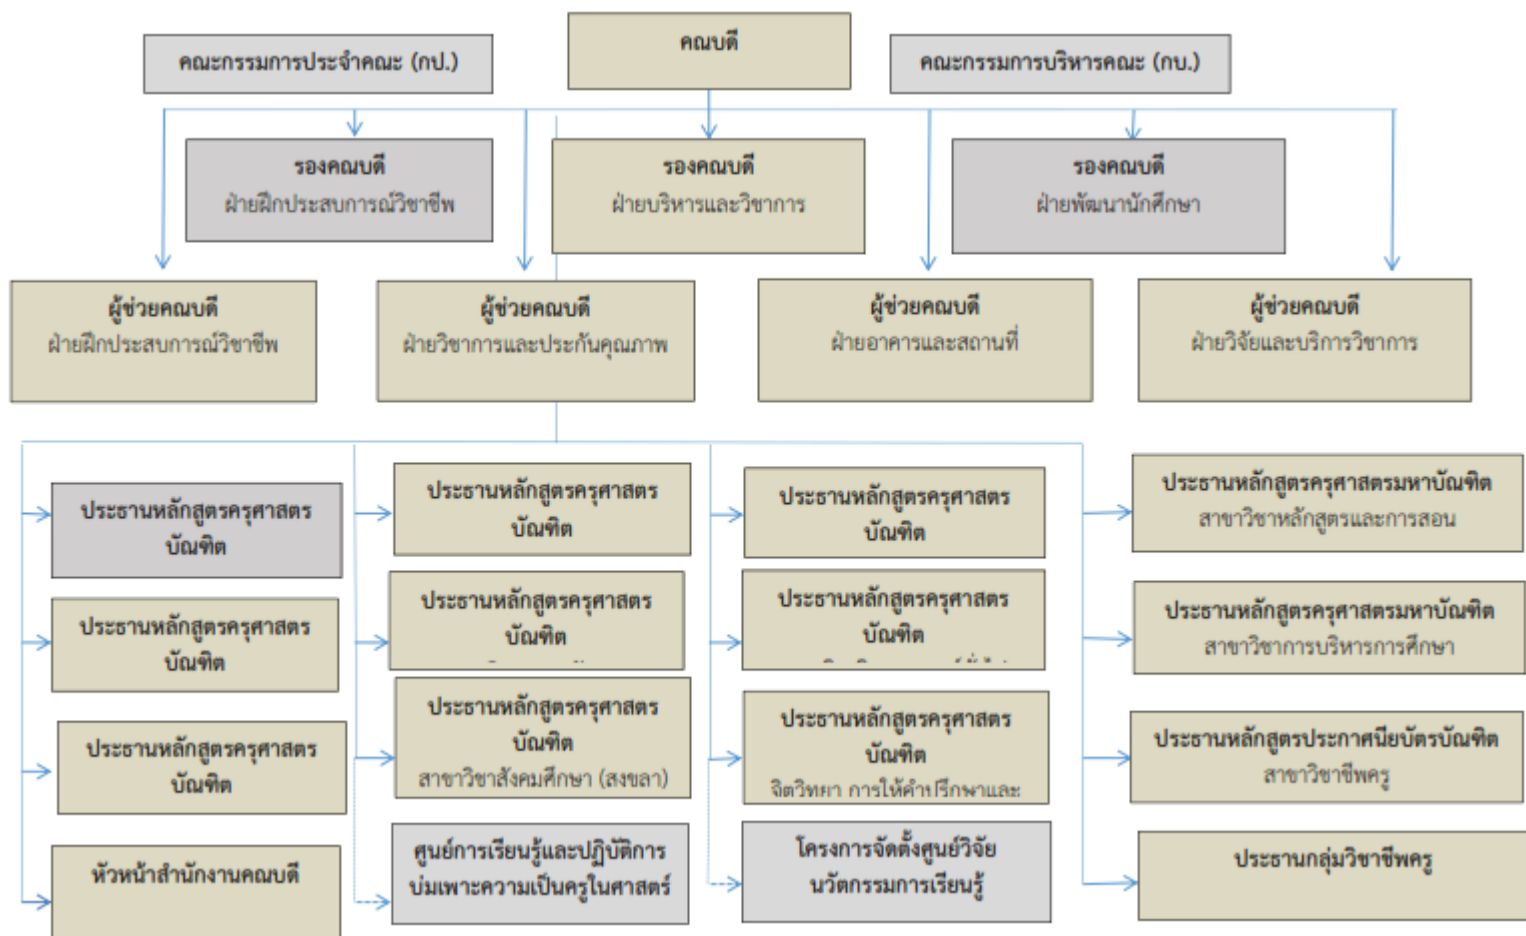 คณบดี
คณะกรรมการประจำคณะ (กป.)
คณะกรรมการบริหารคณะ (กบ.)
รองคณบดี
ฝ่ายฝึกประสบการณ์วิชาชีพ
รองคณบดี
ฝ่ายบริหารและวิชาการ
รองคณบดี
ฝ่ายพัฒนานักศึกษา
ผู้ช่วยคณบดี
ฝ่ายฝึกประสบการณ์วิชาชีพ
ผู้ช่วยคณบดี
ฝ่ายวิชาการและประกันคุณภาพ
ผู้ช่วยคณบดี
ฝ่ายอาคารและสถานที่
ผู้ช่วยคณบดี
ฝ่ายวิจัยและบริการวิชาการ
ประธานหลักสูตรครุศาสตร
บัณฑิต
ประธานหลักสูตรครุศาสตร
บัณฑิต
ประธานหลักสูตรครุศาสตร
บัณฑิต
ประธานหลักสูตรครุศาสตรมหาบัณฑิต
สาขาวิชาหลักสูตรและการสอน
ประธานหลักสูตรครุศาสตร
บัณฑิต
ประธานหลักสูตรครุศาสตร
บัณฑิต
ประธานหลักสูตรครุศาสตร
บัณฑิต
ประธานหลักสูตรครุศาสตรมหาบัณฑิต
สาขาวิชาการบริหารการศึกษา
ประธานหลักสูตรครุศาสตร
บัณฑิต
ประธานหลักสูตรครุศาสตร
บัณฑิต
สาขาวิชาสังคมศึกษา (สงขลา)
ประธานหลักสูตรครุศาสตร
บัณฑิต
จิตวิทยา การให้คำปรึกษาและ
ประธานหลักสูตรประกาศนียบัตรบัณฑิต
สาขาวิชาชีพครู
หัวหน้าสำนักงานคณบดี
ศูนย์การเรียนรู้และปฏิบัติการ
บ่มเพาะความเป็นครูในศาสตร์
โครงการจัดตั้งศูนย์วิจัย
นวัตกรรมการเรียนรู้
ประธานกลุ่มวิชาชีพครู